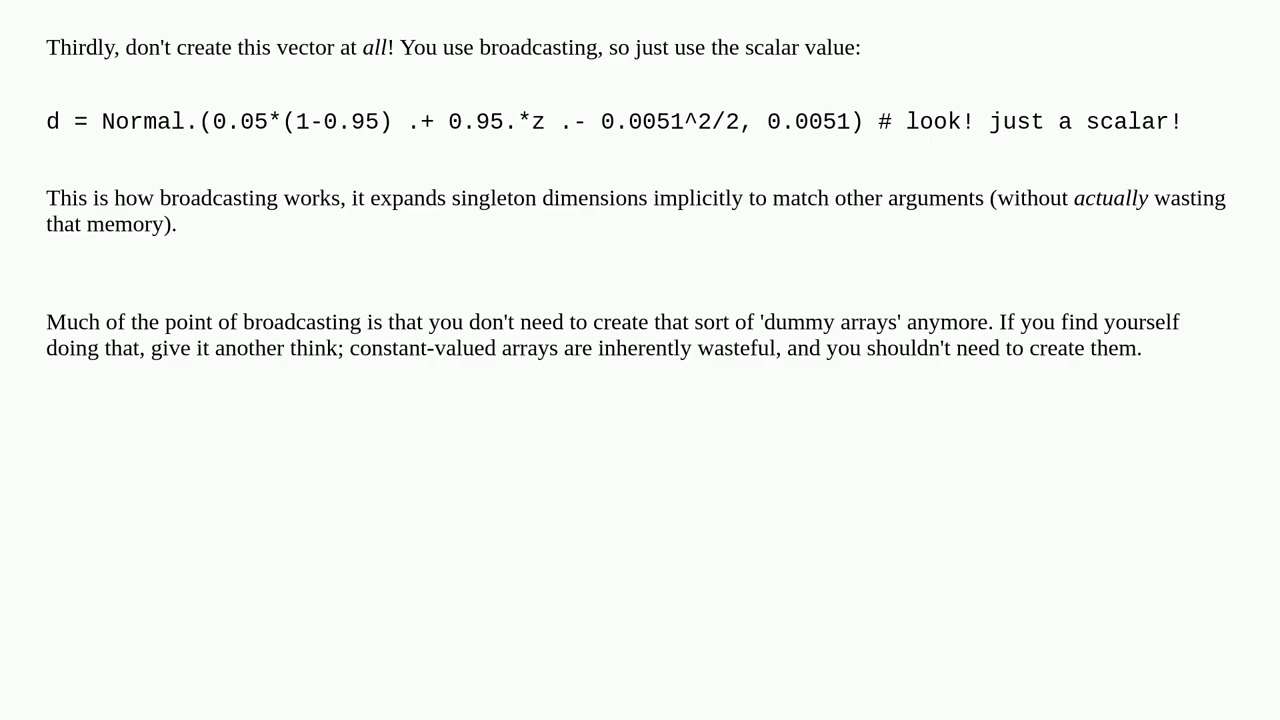 Thirdly, don't create this vector at all! You use broadcasting, so just use the scalar value:
d = Normal.(0.05*(1-0.95) .+ 0.95.*z .- 0.0051^2/2, 0.0051) # look! just a scalar!
This is how broadcasting works, it expands singleton dimensions implicitly to match other arguments (without actually wasting
that memory).
Much of the point of broadcasting is that you don't need to create that sort of 'dummy arrays' anymore. If you find yourself
doing that, give it another think; constant-valued arrays are inherently wasteful, and you shouldn't need to create them.